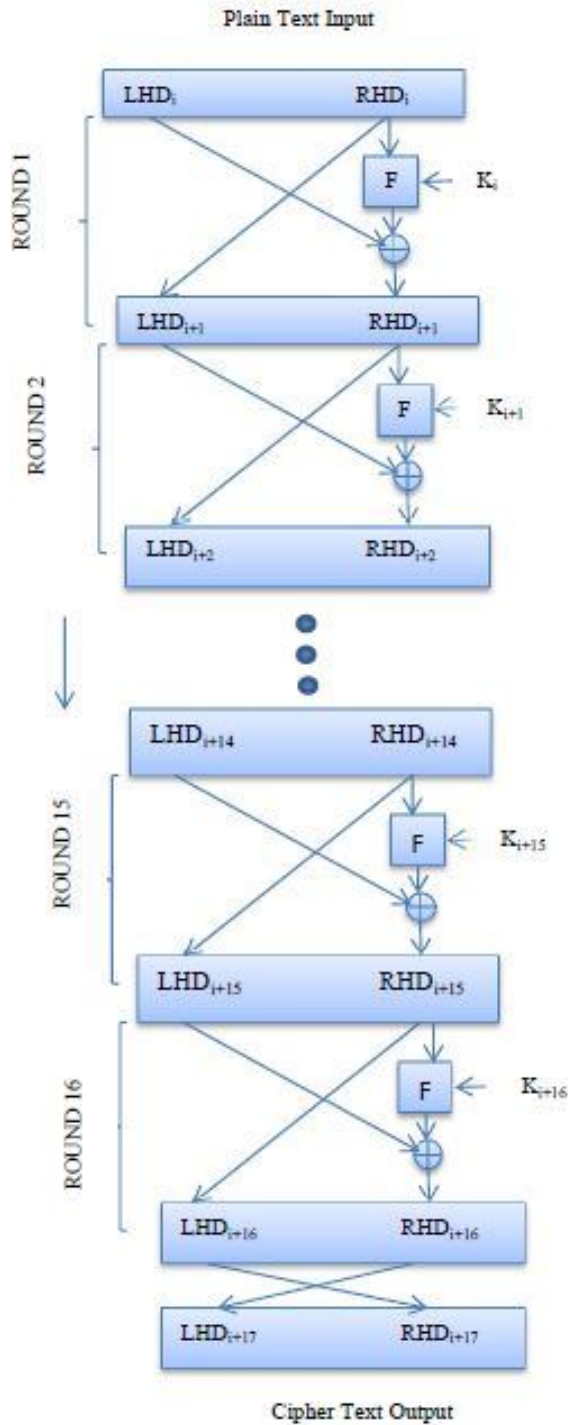 Plain Text Input
LHDᵢ RHDᵢ
ROUND 1
F Kᵢ
LHDᵢ₊₁ RHDᵢ₊₁
ROUND 2
F Kᵢ₊₁
LHDᵢ₊₂ RHDᵢ₊₂
LHDᵢ₊₁₄ RHDᵢ₊₁₄
ROUND 15
F Kᵢ₊₁₅
LHDᵢ₊₁₅ RHDᵢ₊₁₅
ROUND 16
F Kᵢ₊₁₆
LHDᵢ₊₁₆ RHDᵢ₊₁₆
LHDᵢ₊₁₇ RHDᵢ₊₁₇
Cipher Text Output